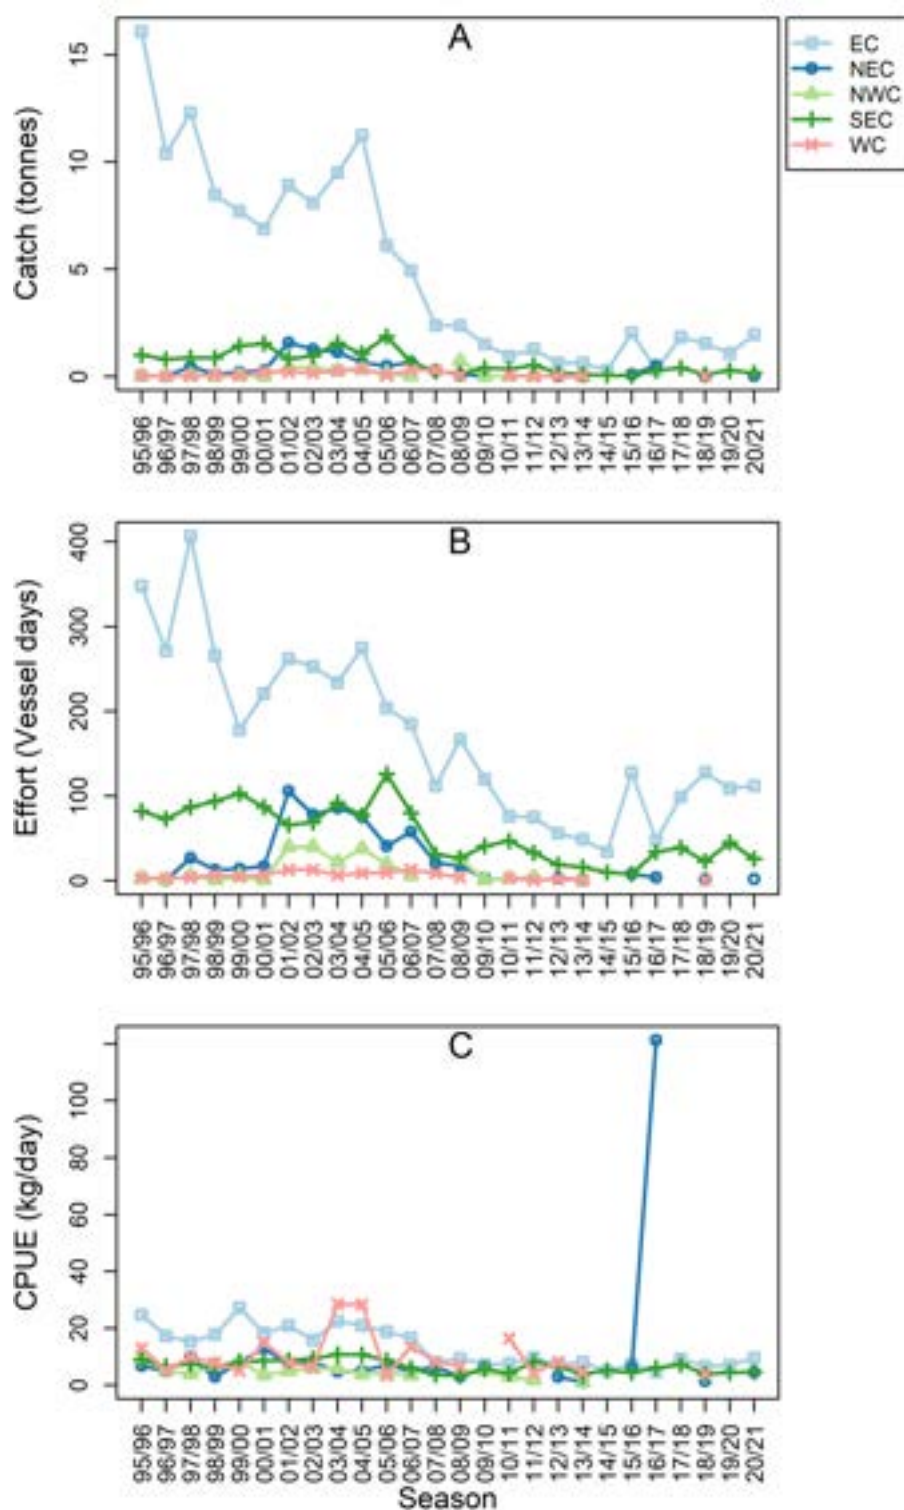 A
EC
NEC
NWC
SEC
WC
Catch (tonnes)
15
10
5
0
95/96 96/97 97/98 98/99 99/00 00/01 01/02 02/03 03/04 04/05 05/06 06/07 07/08 08/09 09/10 10/11 11/12 12/13 13/14 14/15 15/16 16/17 17/18 18/19 19/20 20/21
B
Effort (Vessel days)
400
300
200
100
0
95/96 96/97 97/98 98/99 99/00 00/01 01/02 02/03 03/04 04/05 05/06 06/07 07/08 08/09 09/10 10/11 11/12 12/13 13/14 14/15 15/16 16/17 17/18 18/19 19/20 20/21
C
CPUE (kg/day)
100
80
60
40
20
0
95/96 96/97 97/98 98/99 99/00 00/01 01/02 02/03 03/04 04/05 05/06 06/07 07/08 08/09 09/10 10/11 11/12 12/13 13/14 14/15 15/16 16/17 17/18 18/19 19/20 20/21
Season